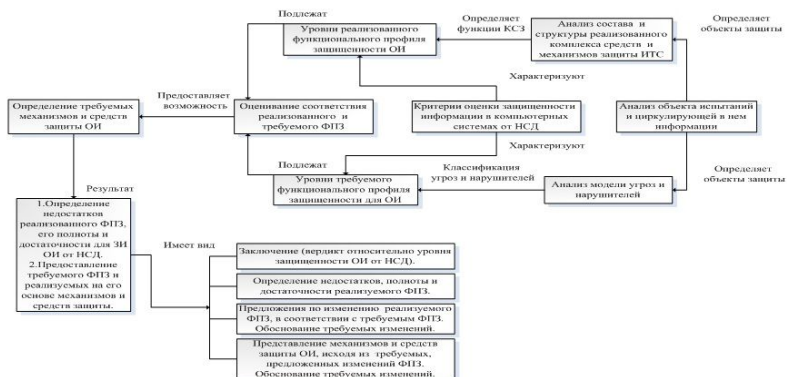 Подлежат
Уровни реализованного
функционального профиля
защищенности ОИ
Определяет
функции КСЗ
Анализ состава и
структуры реализованного
комплекса средств и
механизмов защиты ИТС
Определяет
объекты защиты
Характеризуют
Предоставляет
возможность
Определение требуемых
механизмов и средств
защиты ОИ
Оценивание соответствия
реализованного и
требуемого ФПЗ
Критерии оценки защищенности
информации в компьютерных
системах от НСД
Анализ объекта испытаний
и циркулирующей в нем
информации
Характеризуют
Подлежат
Уровни требуемого
функционального профиля
защищенности для ОИ
Классификация
угроз и нарушителей
Анализ модели угроз и
нарушителей
Определяет
объекты защиты
Результат
1.Определение
недостатков
реализованного ФПЗ,
его полноты и
достаточности для ЗИ
ОИ от НСД.
2.Предоставление
требуемого ФПЗ и
реализуемых на его
основе механизмов и
средств защиты.
Имеет вид
Заключение (вердикт относительно уровня
защищенности ОИ от НСД).
Определение недостатков, полноты и
достаточности реализуемого ФПЗ.
Предложения по изменению реализуемого
ФПЗ, в соответствии с требуемым ФПЗ.
Обоснование требуемых изменений.
Представление механизмов и средств
защиты ОИ, исходя из требуемых,
предложенных изменений ФПЗ.
Обоснование требуемых изменений.